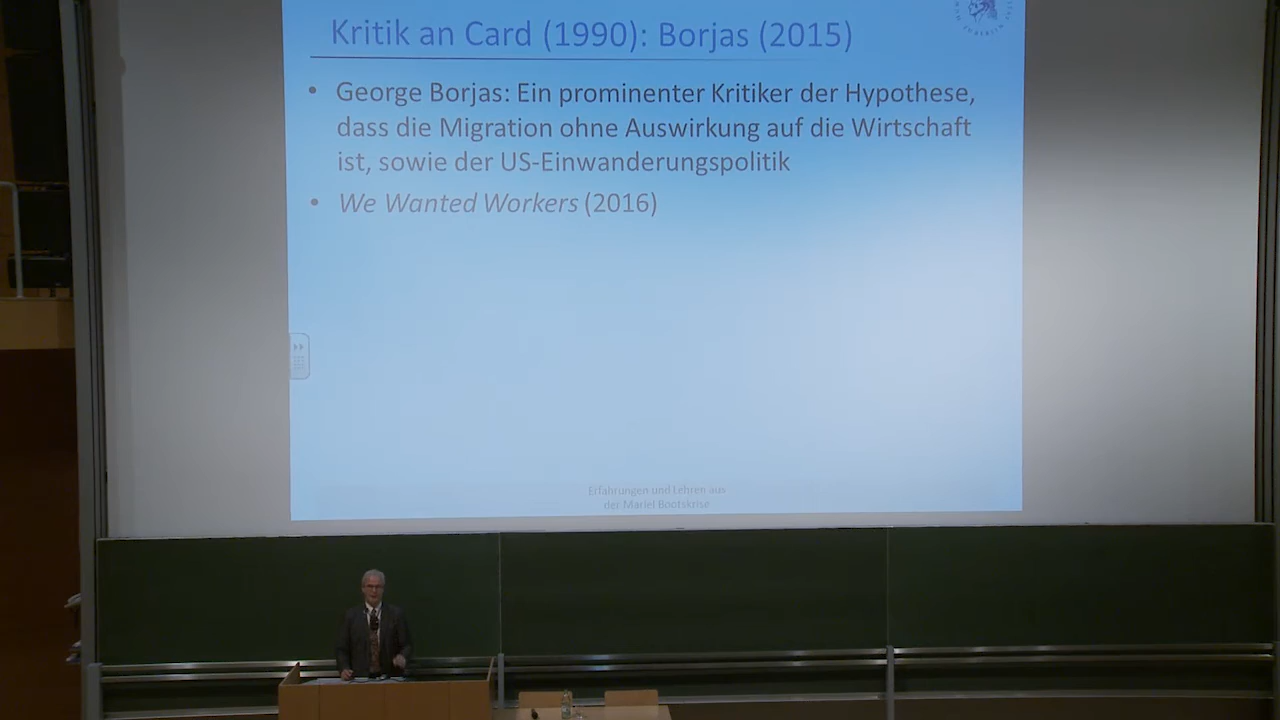 Kritik an Card (1990): Borjas (2015)
• George Borjas: Ein prominenter Kritiker der Hypothese,
dass die Migration ohne Auswirkung auf die Wirtschaft
ist, sowie der US-Einwanderungspolitik
• We Wanted Workers (2016)
Erfahrungen und Lehren aus
der Mariel Bootskrise